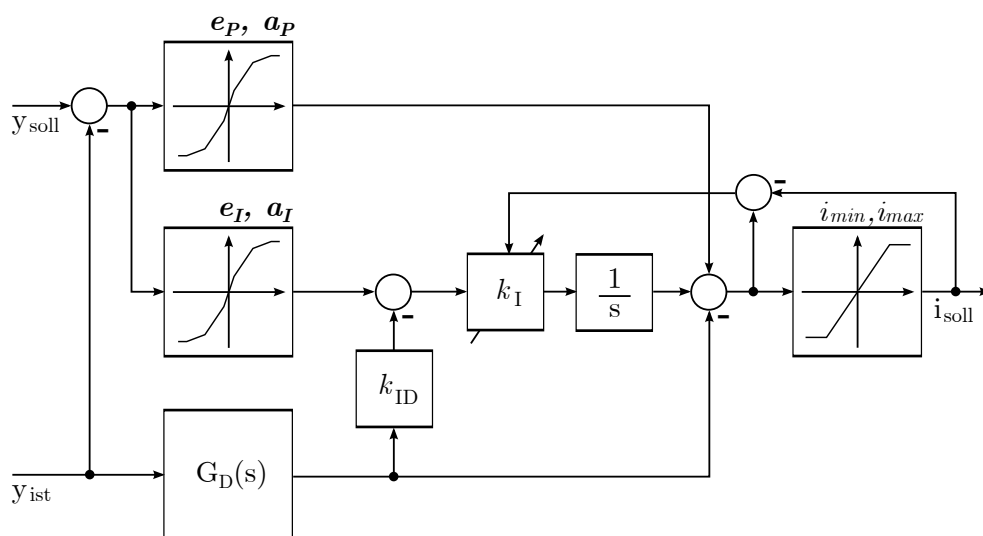 e_P, a_P
y_soll
-
e_I, a_I
-
i_min, i_max
k_I
1/s
-
-
i_soll
k_ID
G_D(s)
y_ist